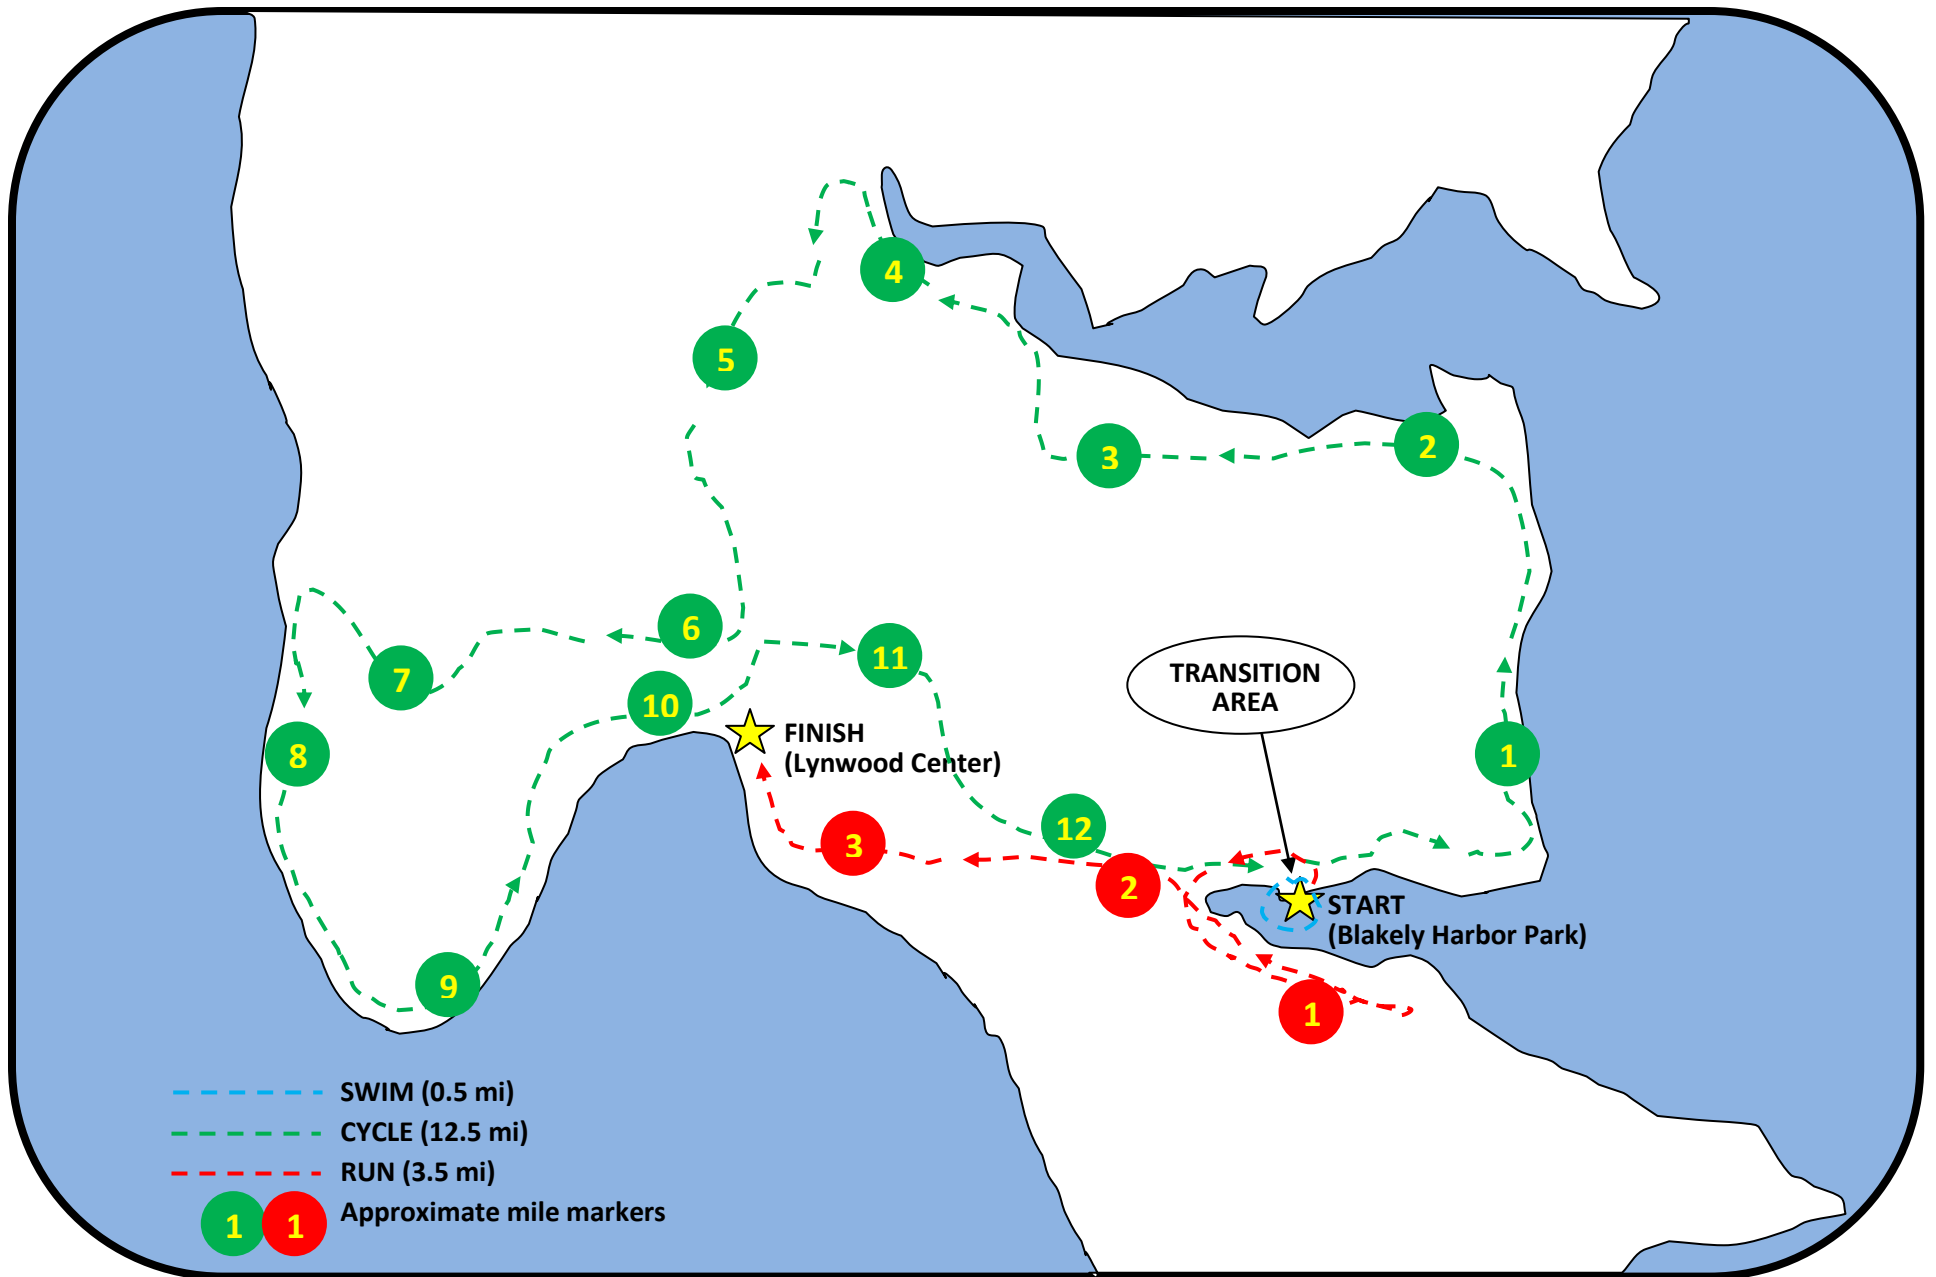 4
5
2
3
6
11
7
10
TRANSITION
AREA
8
FINISH
(Lynwood Center)
1
12
3
2
START
(Blakely Harbor Park)
9
1
SWIM (0.5 mi)
CYCLE (12.5 mi)
RUN (3.5 mi)
1 1 Approximate mile markers